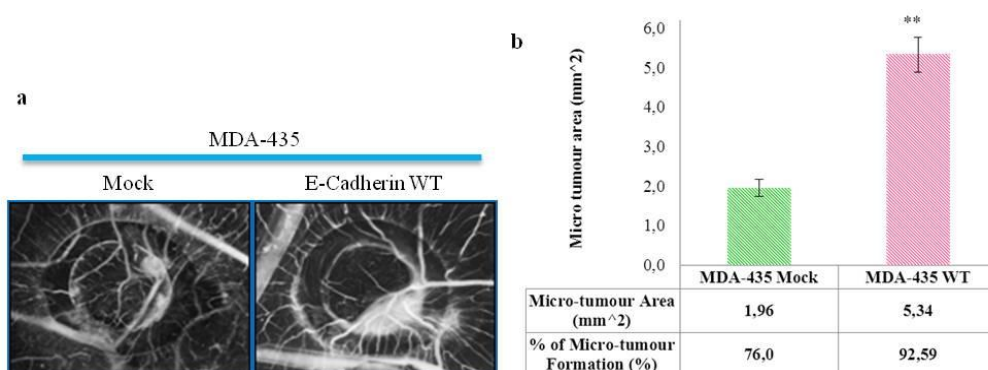 a
MDA-435
Mock
E-Cadherin WT
b
Micro tumour area (mm^2)
6,0
5,0
4,0
3,0
2,0
1,0
0,0
**
MDA-435 Mock
MDA-435 WT
Micro-tumour Area
(mm^2)
1,96
5,34
% of Micro-tumour
Formation (%)
76,0
92,59